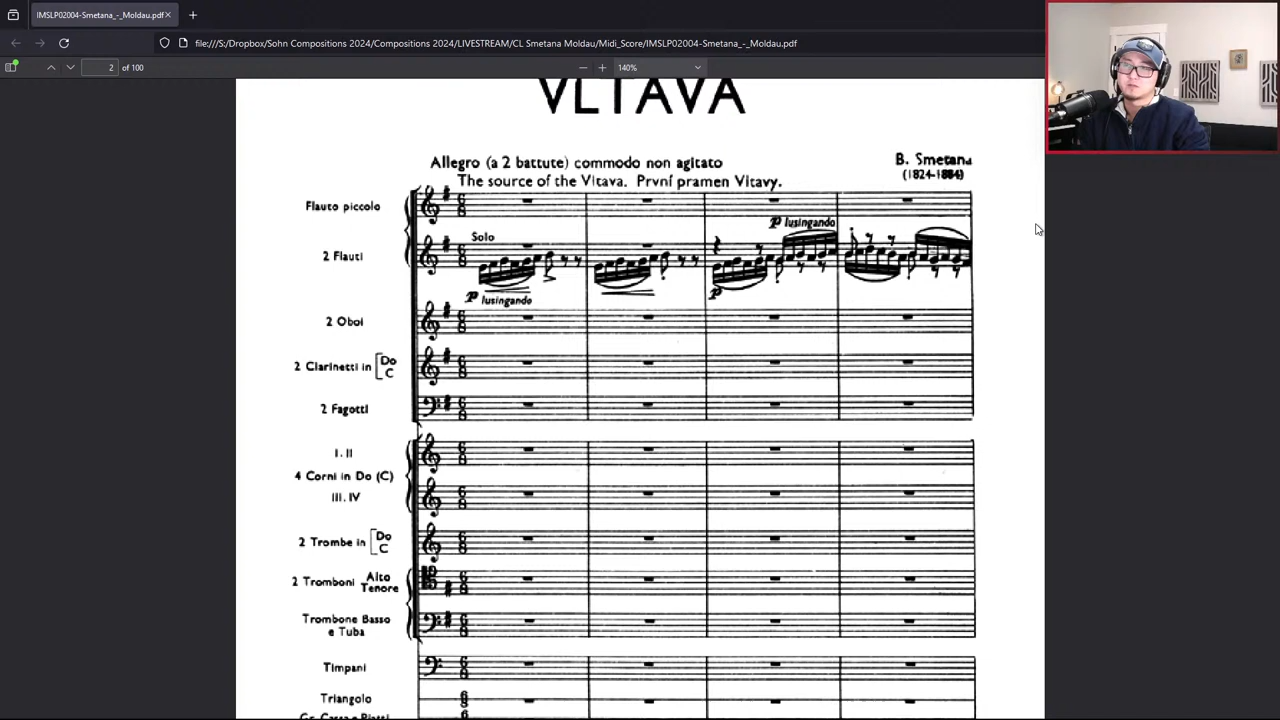 IMSLP02004-Smetana_-_Moldau.pdf
file:///S:/Dropbox/Sohn Compositions 2024/Compositions 2024/LIVESTREAM/CL Smetana Moldau/Midi_Score/IMSLP02004-Smetana_-_Moldau.pdf
2 of 100
140%
VLTAVA
Allegro (a 2 battute) commodo non agitato
B. Smetana
(1824-1884)
The source of the Vltava. První pramen Vltavy.
Flauto piccolo
p lusingando
Solo
2 Flauti
p lusingando
p
2 Oboi
2 Clarinetti in Do
C
2 Fagotti
I. II
4 Corni in Do (C)
III. IV
2 Trombe in Do
C
2 Tromboni Alto
Tenore
Trombone Basso
e Tuba
Timpani
Triangolo
Gr. Cassa e Piatti